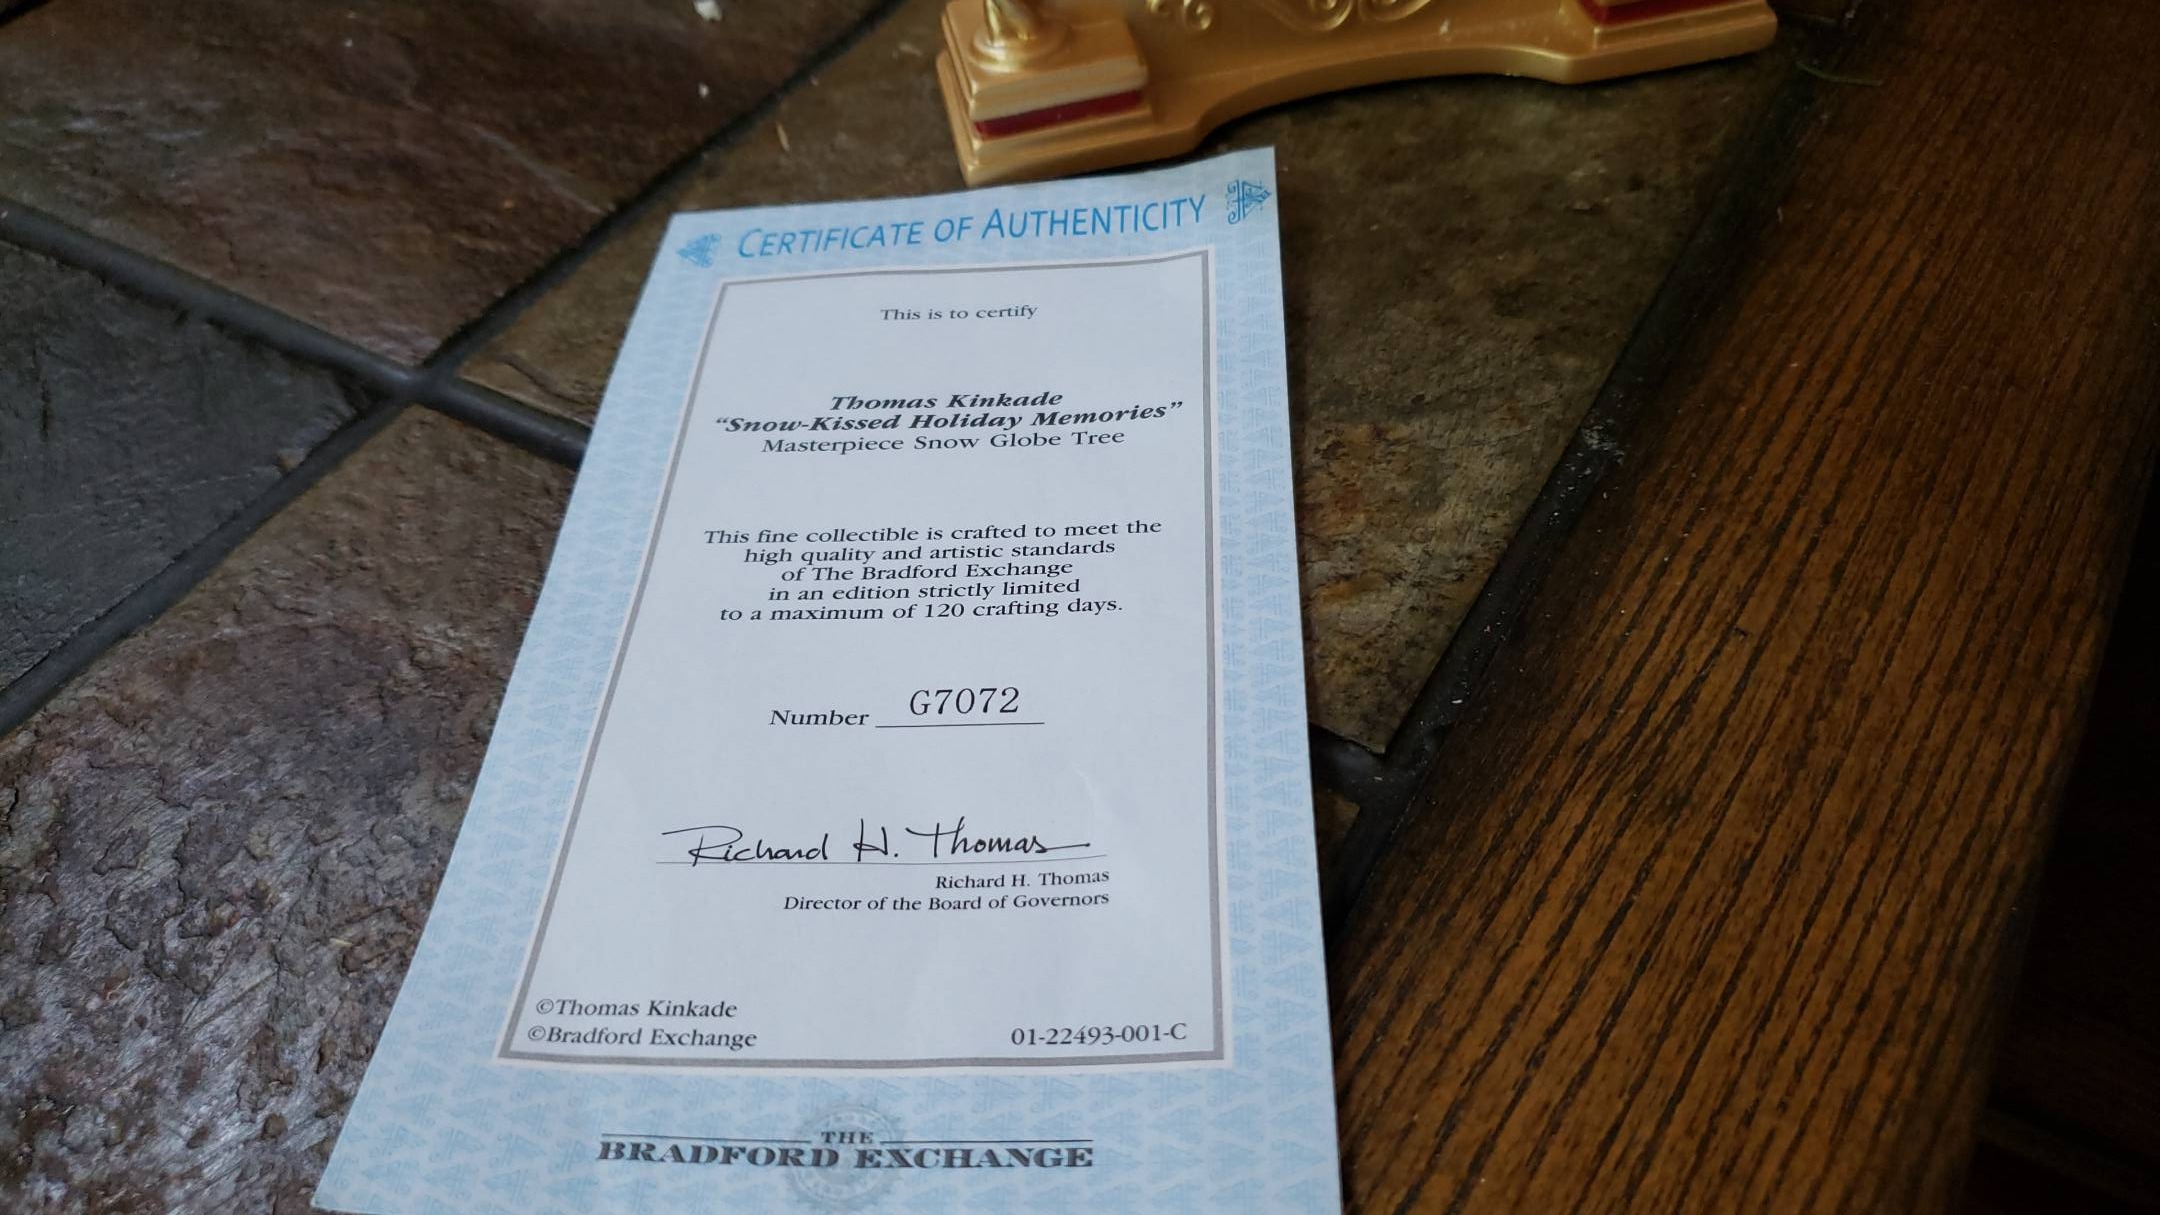 CERTIFICATE OF AUTHENTICITY
This is to certify
Thomas Kinkade
“Snow-Kissed Holiday Memories”
Masterpiece Snow Globe Tree
This fine collectible is crafted to meet the
high quality and artistic standards
of The Bradford Exchange
in an edition strictly limited
to a maximum of 120 crafting days.
Number G7072
Richard H. Thomas
Richard H. Thomas
Director of the Board of Governors
©Thomas Kinkade
©Bradford Exchange 01-22493-001-C
THE
BRADFORD EXCHANGE